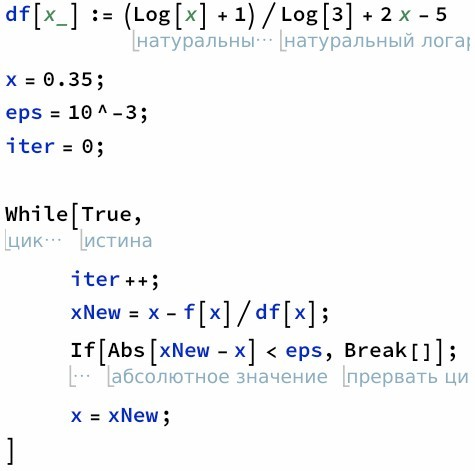 df[x_] := (Log[x] + 1) / Log[3] + 2 x - 5
натуральны… натуральный логар
x = 0.35;
eps = 10^-3;
iter = 0;
While[True,
цик… истина
iter++;
xNew = x - f[x] / df[x];
If[Abs[xNew - x] < eps, Break[]];
… абсолютное значение прервать ци
x = xNew;
]